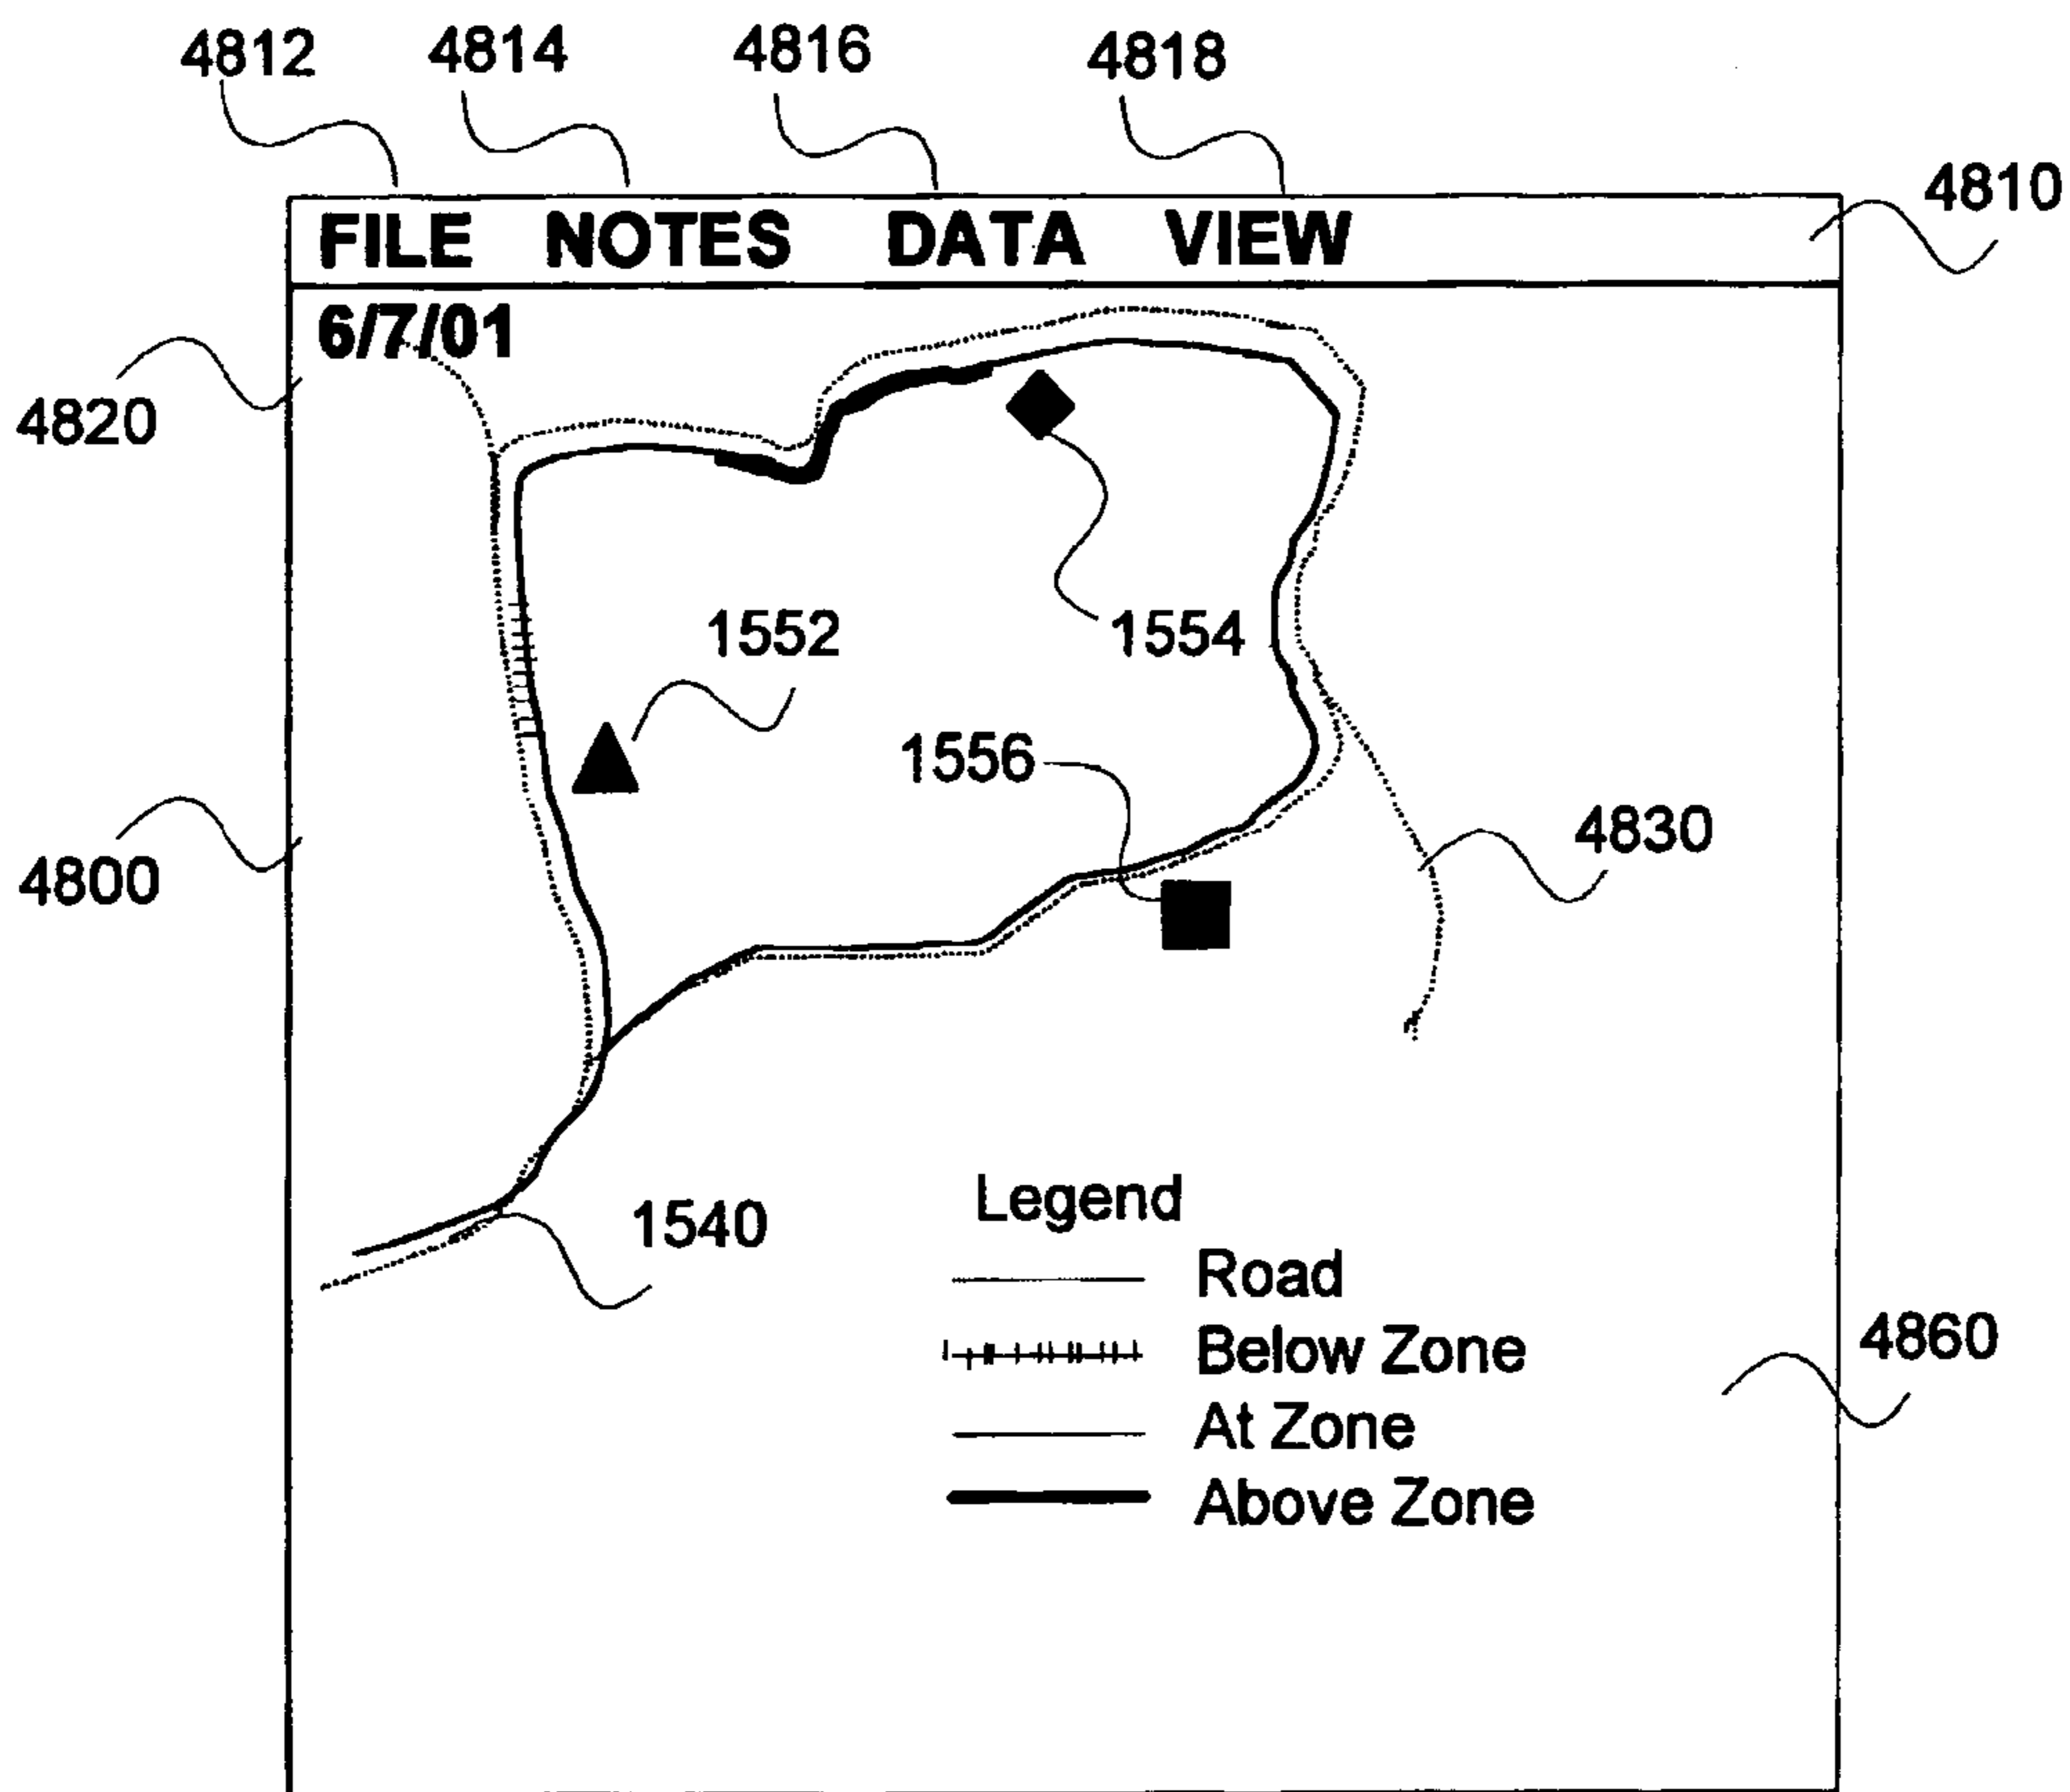 4812 4814 4816 4818
4810
FILE NOTES DATA VIEW
6/7/01
4820
1552
1554
1556
4830
4800
1540
Legend
Road
Below Zone
4860
At Zone
Above Zone